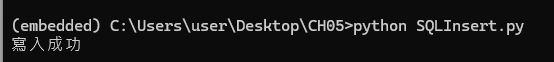 (embedded) C:\Users\user\Desktop\CH05>python SQLInsert.py
寫入成功